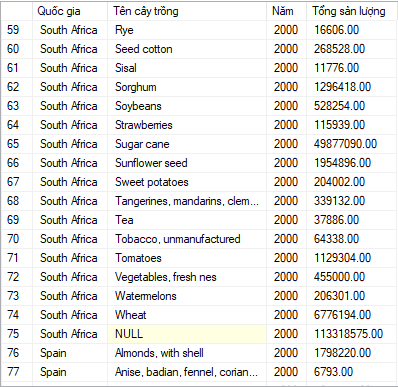 Quốc gia Tên cây trồng Năm Tổng sản lượng
59 South Africa Rye 2000 16606.00
60 South Africa Seed cotton 2000 268528.00
61 South Africa Sisal 2000 11776.00
62 South Africa Sorghum 2000 1296418.00
63 South Africa Soybeans 2000 528254.00
64 South Africa Strawberries 2000 115939.00
65 South Africa Sugar cane 2000 49877090.00
66 South Africa Sunflower seed 2000 1954896.00
67 South Africa Sweet potatoes 2000 204002.00
68 South Africa Tangerines, mandarins, clem... 2000 339132.00
69 South Africa Tea 2000 37886.00
70 South Africa Tobacco, unmanufactured 2000 64338.00
71 South Africa Tomatoes 2000 1129304.00
72 South Africa Vegetables, fresh nes 2000 455000.00
73 South Africa Watermelons 2000 206301.00
74 South Africa Wheat 2000 6776194.00
75 South Africa NULL 2000 113318575.00
76 Spain Almonds, with shell 2000 1798220.00
77 Spain Anise, badian, fennel, corian... 2000 6793.00